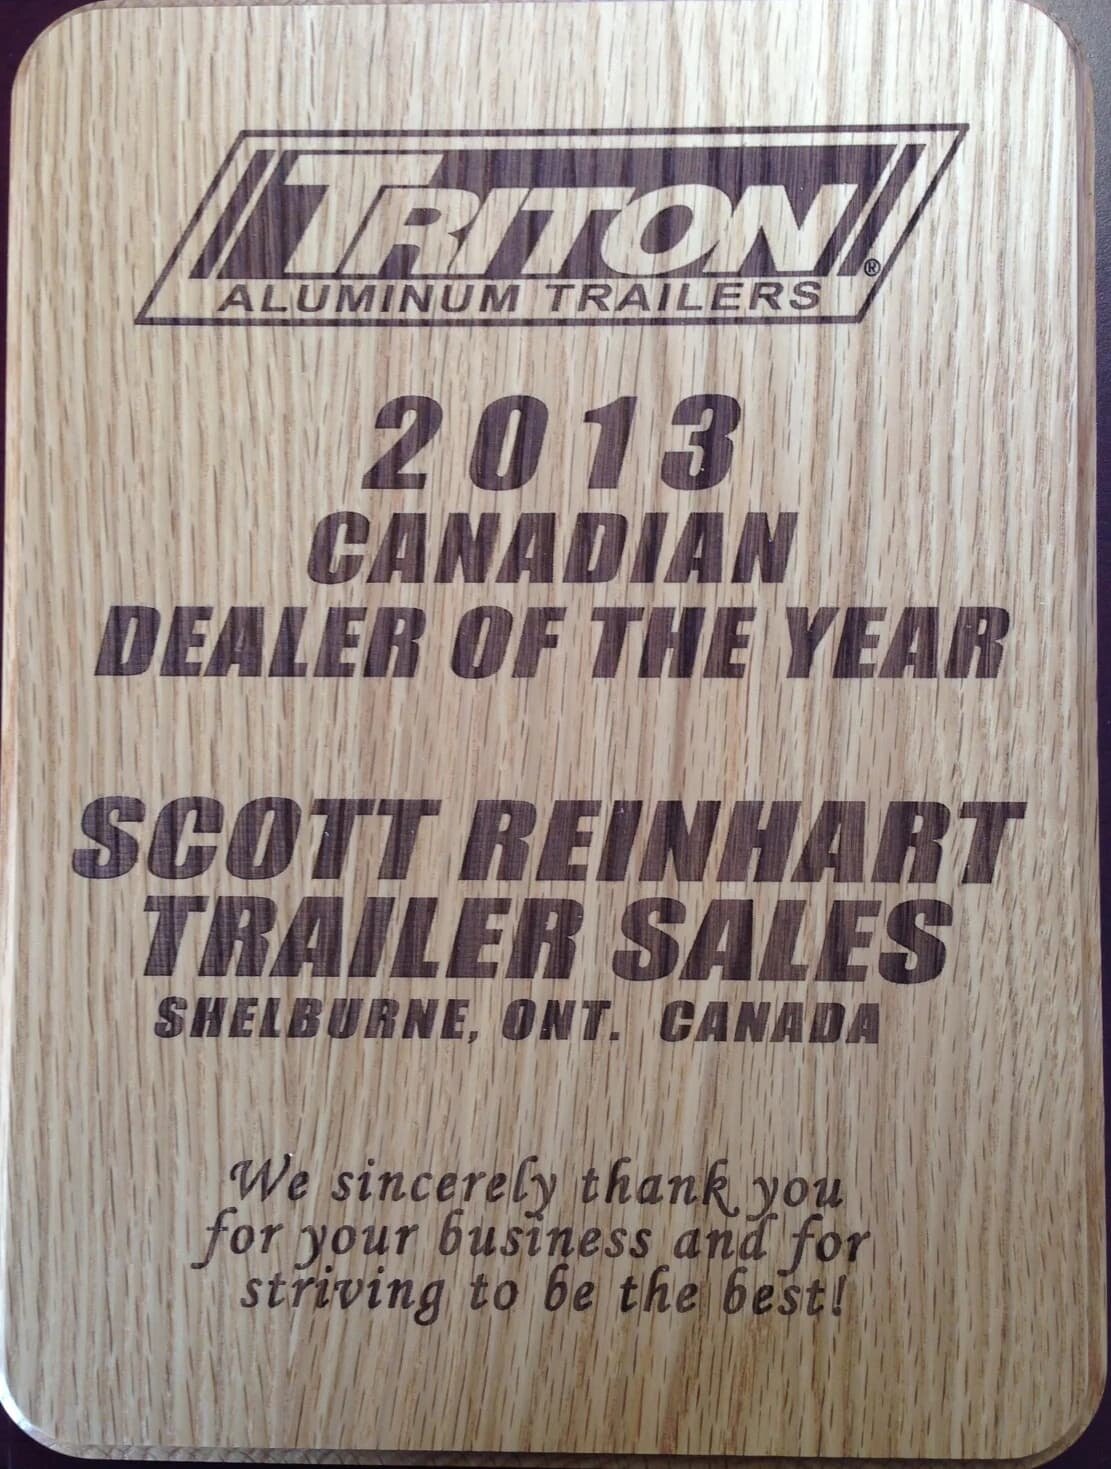 TRITON®
ALUMINUM TRAILERS
2013
CANADIAN
DEALER OF THE YEAR
SCOTT REINHART
TRAILER SALES
SHELBURNE, ONT. CANADA
We sincerely thank you
for your business and for
striving to be the best!